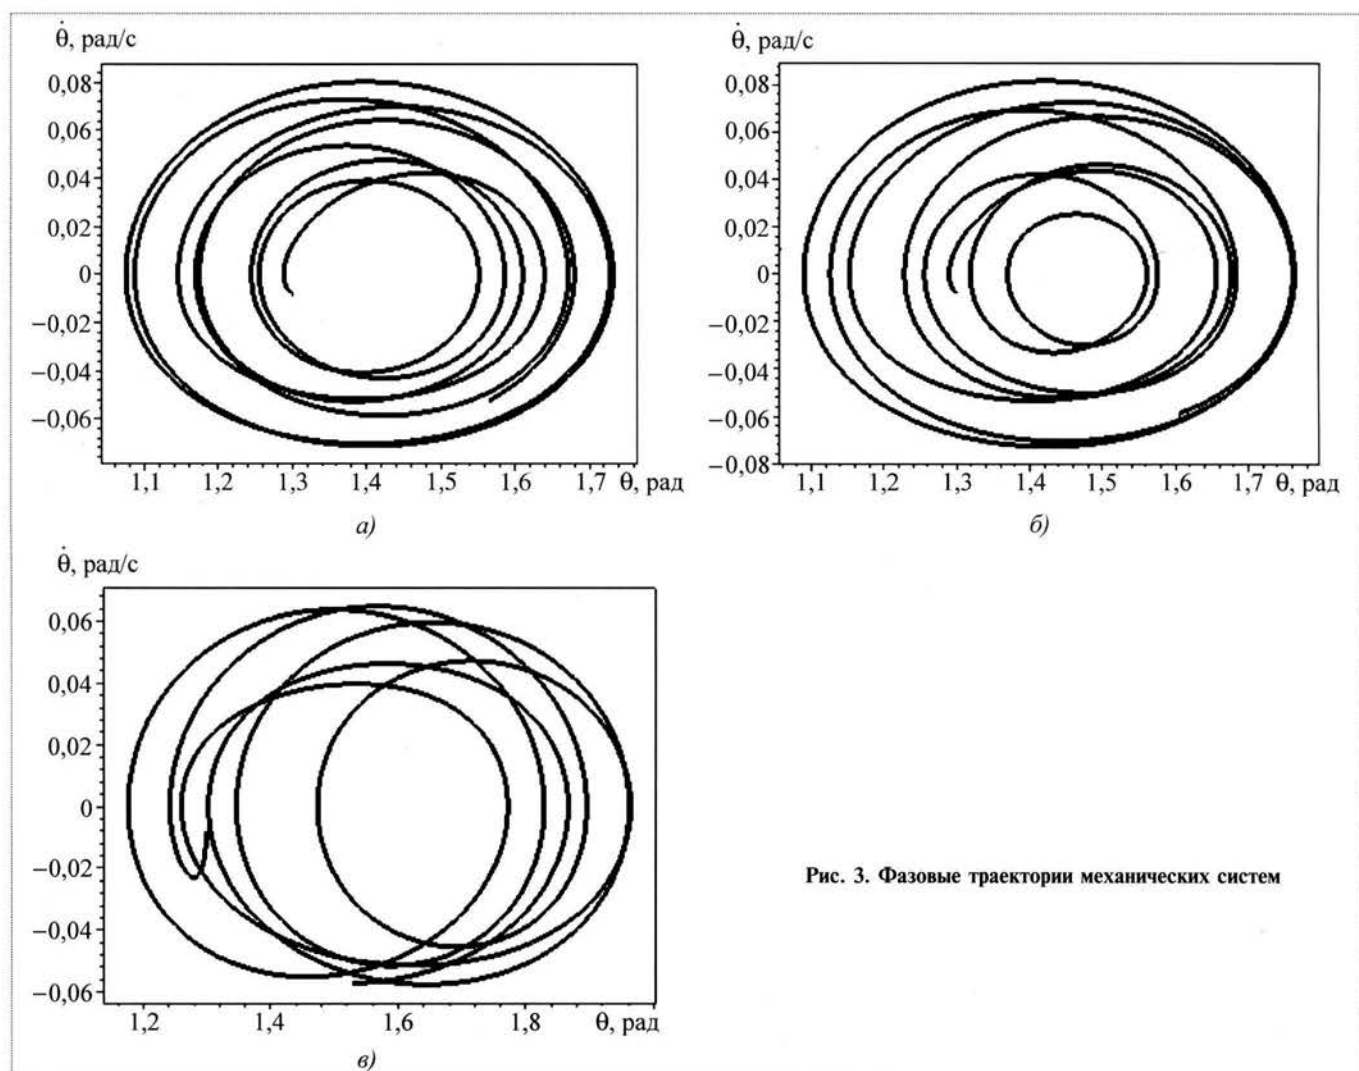 θ̇, рад/с
0,08
0,06
0,04
0,02
0
−0,02
−0,04
−0,06
1,1 1,2 1,3 1,4 1,5 1,6 1,7 θ, рад
а)
θ̇, рад/с
0,08
0,06
0,04
0,02
0
−0,02
−0,04
−0,06
−0,08
1,1 1,2 1,3 1,4 1,5 1,6 1,7 θ, рад
б)
θ̇, рад/с
0,06
0,04
0,02
0
−0,02
−0,04
−0,06
1,2 1,4 1,6 1,8 θ, рад
в)
Рис. 3. Фазовые траектории механических систем